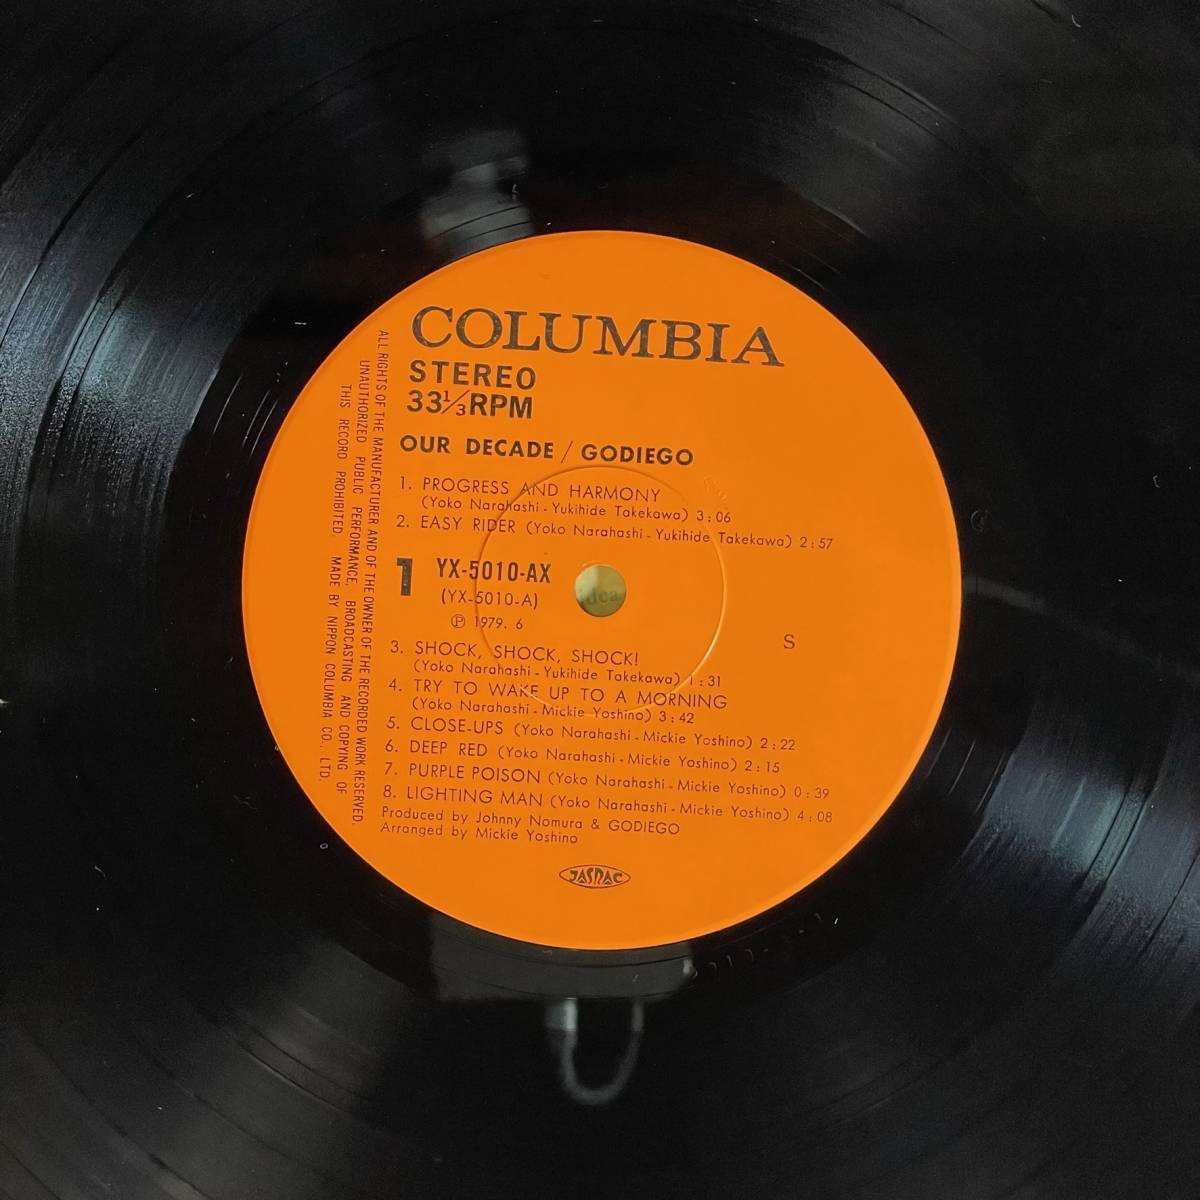 COLUMBIA
STEREO
33⅓RPM
OUR DECADE / GODIEGO
1. PROGRESS AND HARMONY
(Yoko Narahashi - Yukihide Takekawa) 3:06
2. EASY RIDER (Yoko Narahashi - Yukihide Takekawa) 2:57
1 YX-5010-AX
(YX-5010-A)
Ⓟ 1979. 6
S
3. SHOCK, SHOCK, SHOCK!
(Yoko Narahashi - Yukihide Takekawa) 1:31
4. TRY TO WAKE UP TO A MORNING
(Yoko Narahashi - Mickie Yoshino) 3:42
5. CLOSE-UPS (Yoko Narahashi - Mickie Yoshino) 2:22
6. DEEP RED (Yoko Narahashi - Mickie Yoshino) 2:15
7. PURPLE POISON (Yoko Narahashi - Mickie Yoshino) 0:39
8. LIGHTING MAN (Yoko Narahashi - Mickie Yoshino) 4:08
Produced by Johnny Nomura & GODIEGO
Arranged by Mickie Yoshino
JASRAC
ALL RIGHTS OF THE MANUFACTURER AND OF THE OWNER OF THE RECORDED WORK RESERVED.
UNAUTHORIZED PUBLIC PERFORMANCE, BROADCASTING AND COPYING OF
THIS RECORD PROHIBITED. MADE BY NIPPON COLUMBIA CO., LTD.